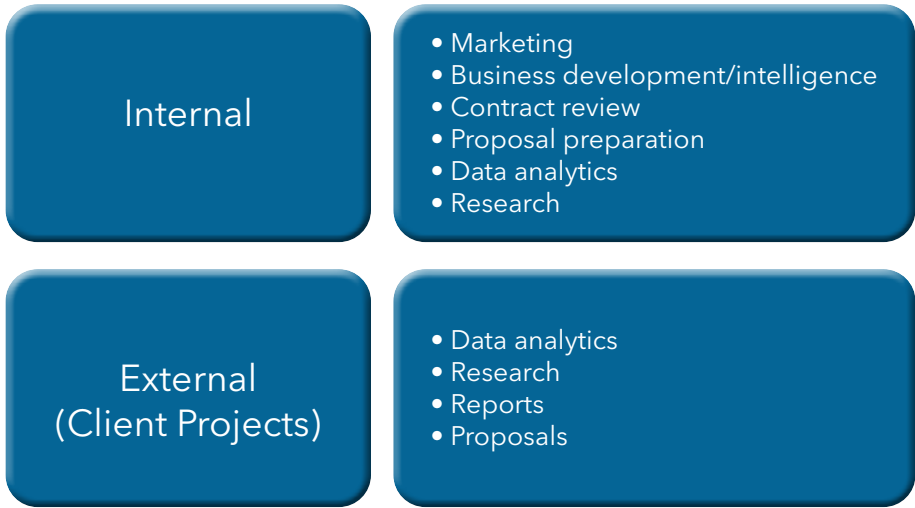 Internal
• Marketing
• Business development/intelligence
• Contract review
• Proposal preparation
• Data analytics
• Research
External
(Client Projects)
• Data analytics
• Research
• Reports
• Proposals